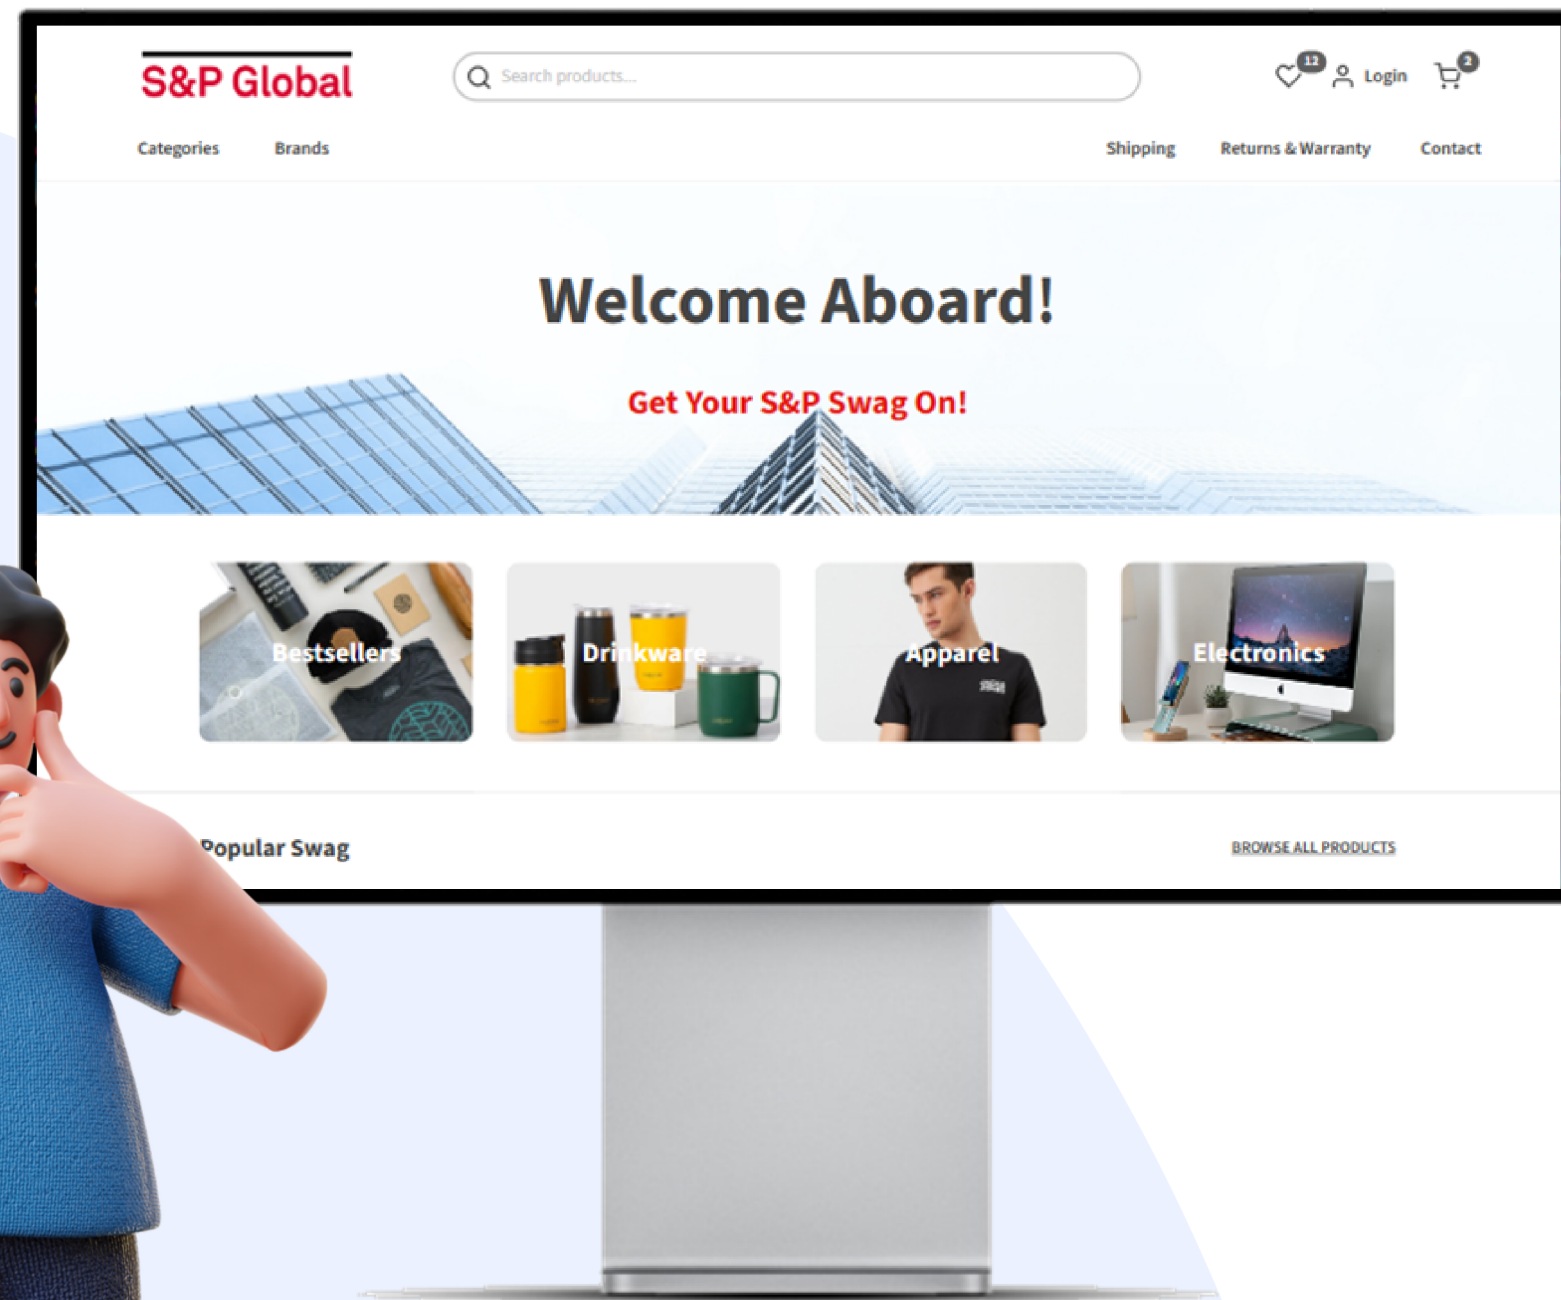 S&P Global
Search products...
12
Login
2
Categories
Brands
Shipping
Returns & Warranty
Contact
Welcome Aboard!
Get Your S&P Swag On!
Bestsellers
Drinkware
Apparel
Electronics
Popular Swag
BROWSE ALL PRODUCTS